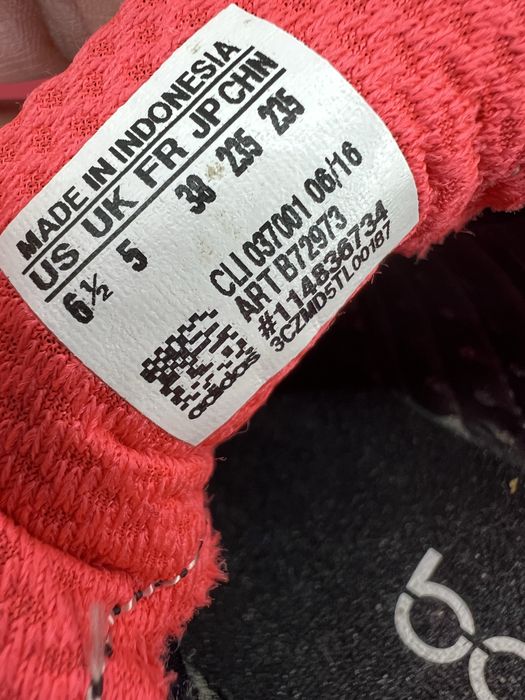 MADE IN INDONESIA
US UK FR JP CHN
6½ 5 38 235 235
CLI 037001 06/16
ART B72973
#114836734
3CZMD5TL00187
adidas